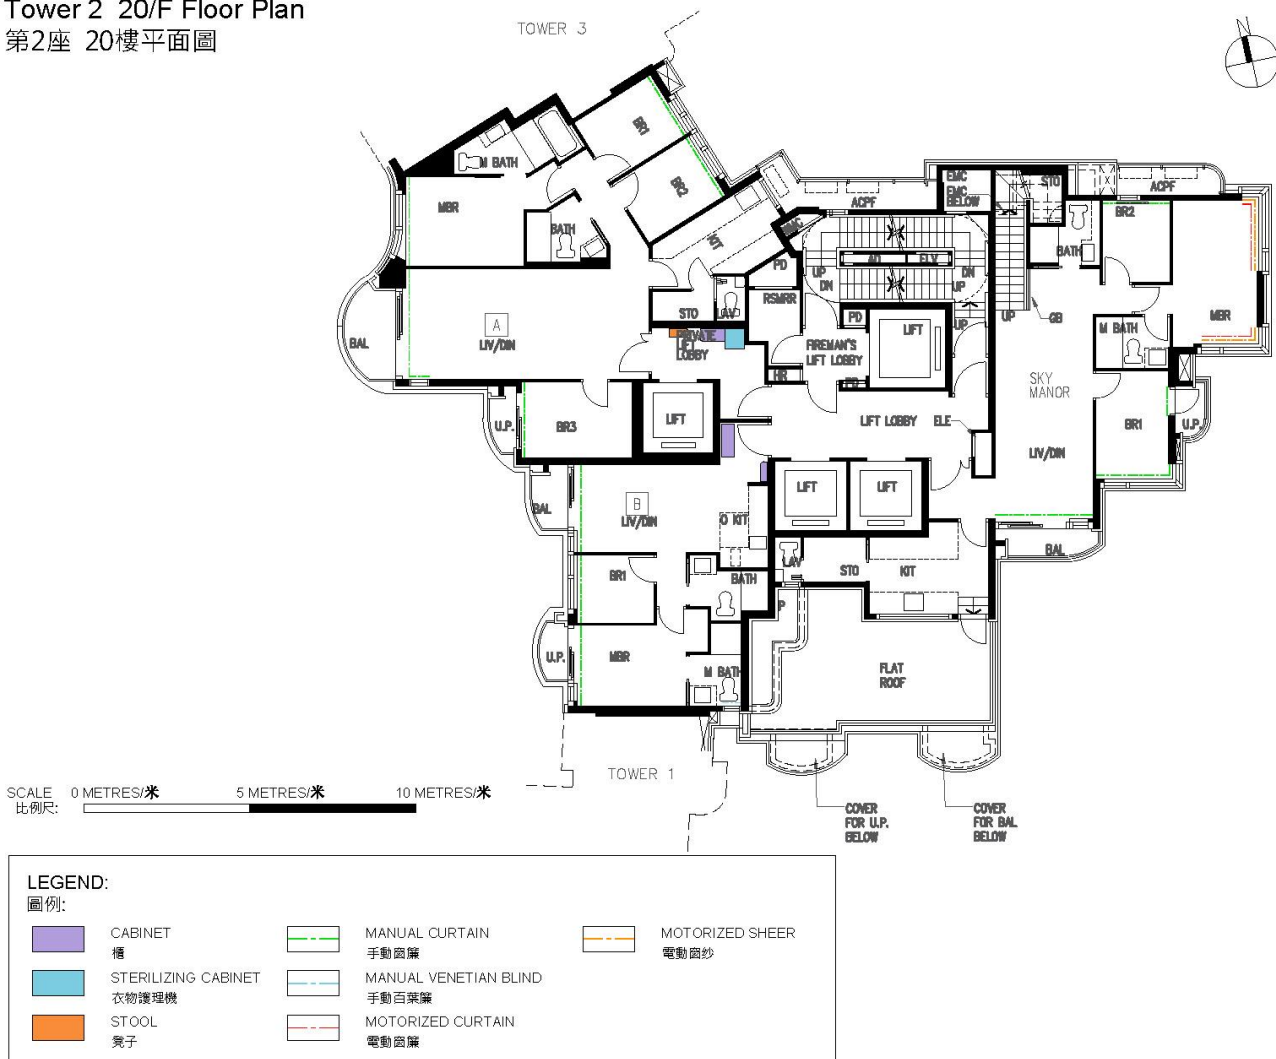 Tower 2  20/F Floor Plan
第2座 20樓平面圖
TOWER 3
N
BR1
M BATH
BR2
MBR
BATH
KIT
ACPF
EMC
EMC
BELOW
STO
ACPF
BR2
BATH
PD
AD
ELV
UP
DN
DN
UP
RSMRR
STO
LAV
PD
LIFT
UP
UP
GB
MBR
M BATH
A
LIV/DIN
BAL
PRIVATE
LIFT
LOBBY
FIREMAN'S
LIFT LOBBY
HR
PD
SKY
MANOR
U.P.
BR3
LIFT
LIFT LOBBY
ELE
BR1
U.P.
LIV/DIN
BAL
B
LIV/DIN
O KIT
LIFT
LIFT
BAL
BR1
BATH
LAV
STO
KIT
U.P.
MBR
M BATH
FLAT
ROOF
TOWER 1
COVER
FOR U.P.
BELOW
COVER
FOR BAL
BELOW
SCALE
比例尺:
0 METRES/米
5 METRES/米
10 METRES/米
LEGEND:
圖例:
CABINET
櫃
MANUAL CURTAIN
手動窗簾
MOTORIZED SHEER
電動窗紗
STERILIZING CABINET
衣物護理機
MANUAL VENETIAN BLIND
手動百葉簾
STOOL
凳子
MOTORIZED CURTAIN
電動窗簾